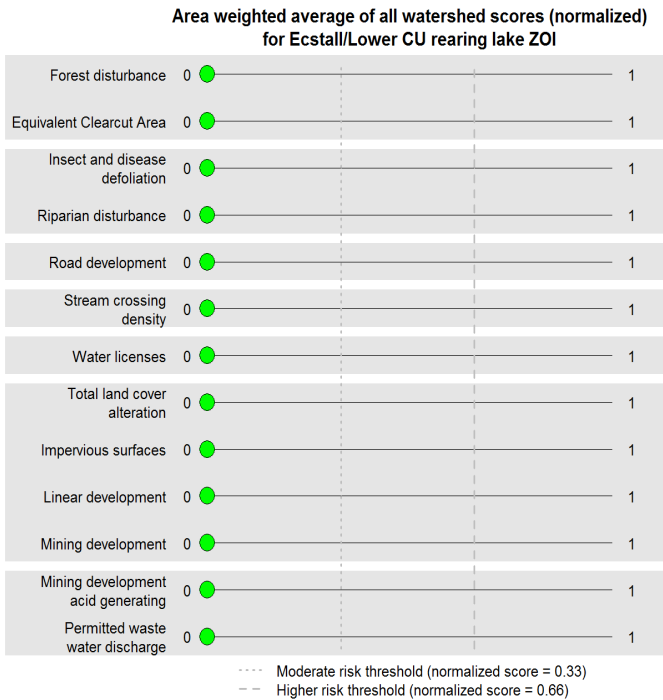 Area weighted average of all watershed scores (normalized)
for Ecstall/Lower CU rearing lake ZOI
Forest disturbance 0 1
Equivalent Clearcut Area 0 1
Insect and disease
defoliation 0 1
Riparian disturbance 0 1
Road development 0 1
Stream crossing
density 0 1
Water licenses 0 1
Total land cover
alteration 0 1
Impervious surfaces 0 1
Linear development 0 1
Mining development 0 1
Mining development
acid generating 0 1
Permitted waste
water discharge 0 1
Moderate risk threshold (normalized score = 0.33)
Higher risk threshold (normalized score = 0.66)